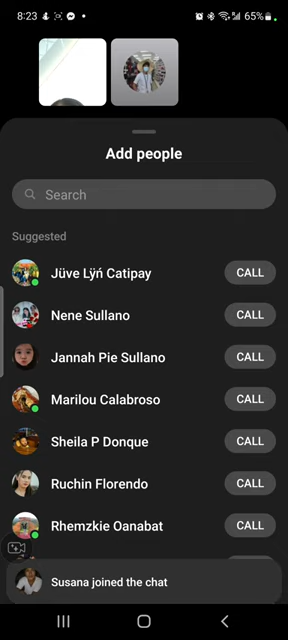 8:23
65%
Add people
Search
Suggested
Jüve Lÿń Catipay CALL
Nene Sullano CALL
Jannah Pie Sullano CALL
Marilou Calabroso CALL
Sheila P Donque CALL
Ruchin Florendo CALL
Rhemzkie Oanabat CALL
Susana joined the chat